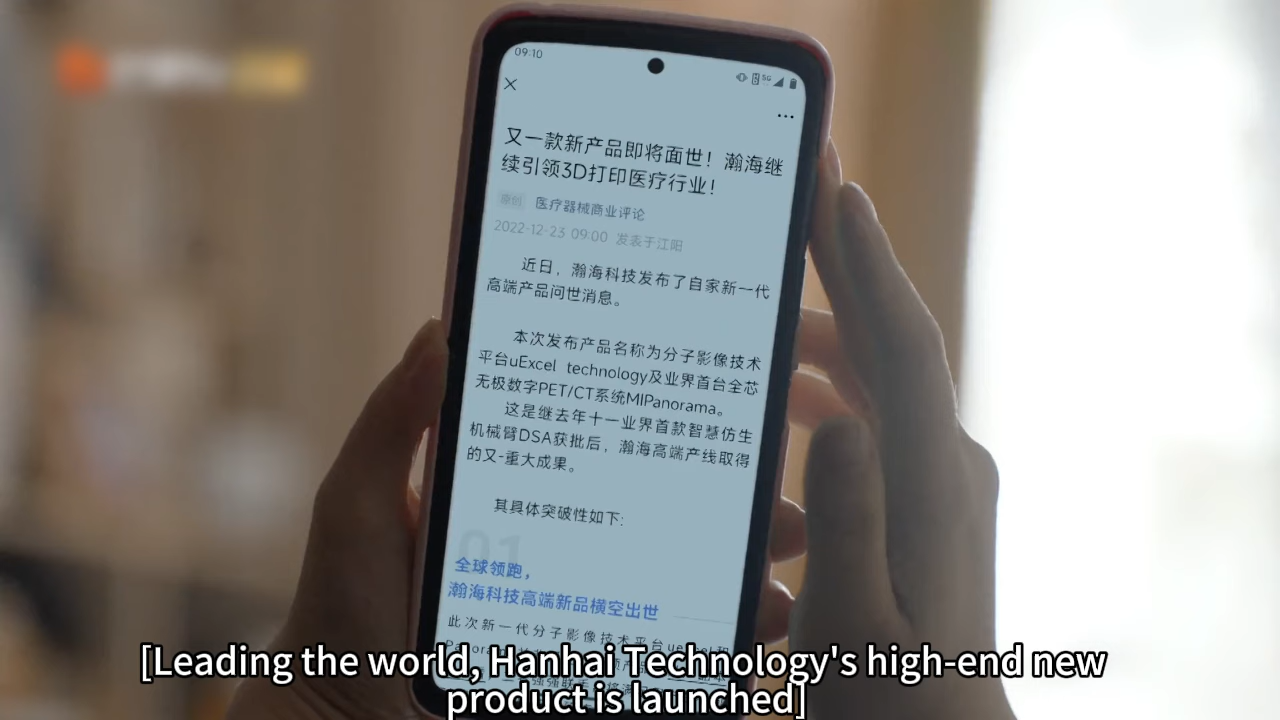 09:10
5G
又一款新产品即将面世！瀚海继
续引领3D打印医疗行业！
原创 医疗器械商业评论
2022-12-23 09:00 发表于江阳
近日，瀚海科技发布了自家新一代
高端产品问世消息。
本次发布产品名称为分子影像技术
平台uExcel technology及业界首台全芯
无极数字PET/CT系统MIPanorama。
这是继去年十一业界首款智慧仿生
机械臂DSA获批后，瀚海高端产线取得
的又-重大成果。
其具体突破性如下:
01
全球领跑，
瀚海科技高端新品横空出世
此次新一代分子影像技术平台
[Leading the world, Hanhai Technology's high-end new
product is launched]